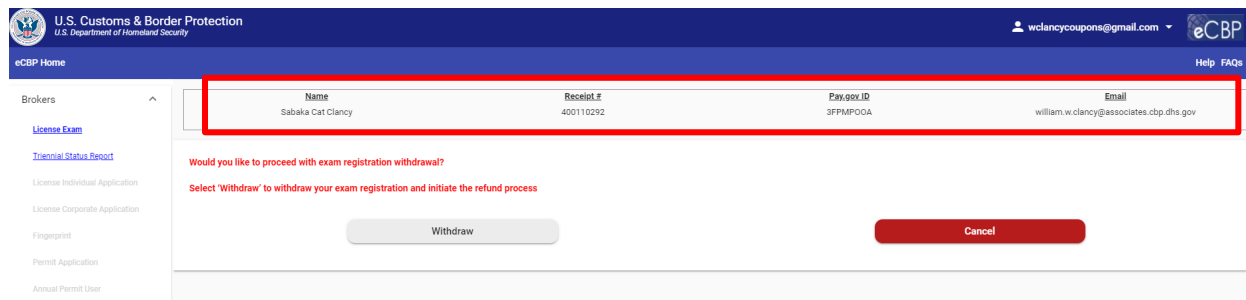 U.S. Customs & Border Protection
U.S. Department of Homeland Security
wclancycoupons@gmail.com
eCBP
eCBP Home
Help FAQs
Brokers
License Exam
Triennial Status Report
License Individual Application
License Corporate Application
Fingerprint
Permit Application
Annual Permit User
Name Receipt # Pay.gov ID Email
Sabaka Cat Clancy 400110292 3FPMPOOA william.w.clancy@associates.cbp.dhs.gov
Would you like to proceed with exam registration withdrawal?
Select 'Withdraw' to withdraw your exam registration and initiate the refund process
Withdraw Cancel